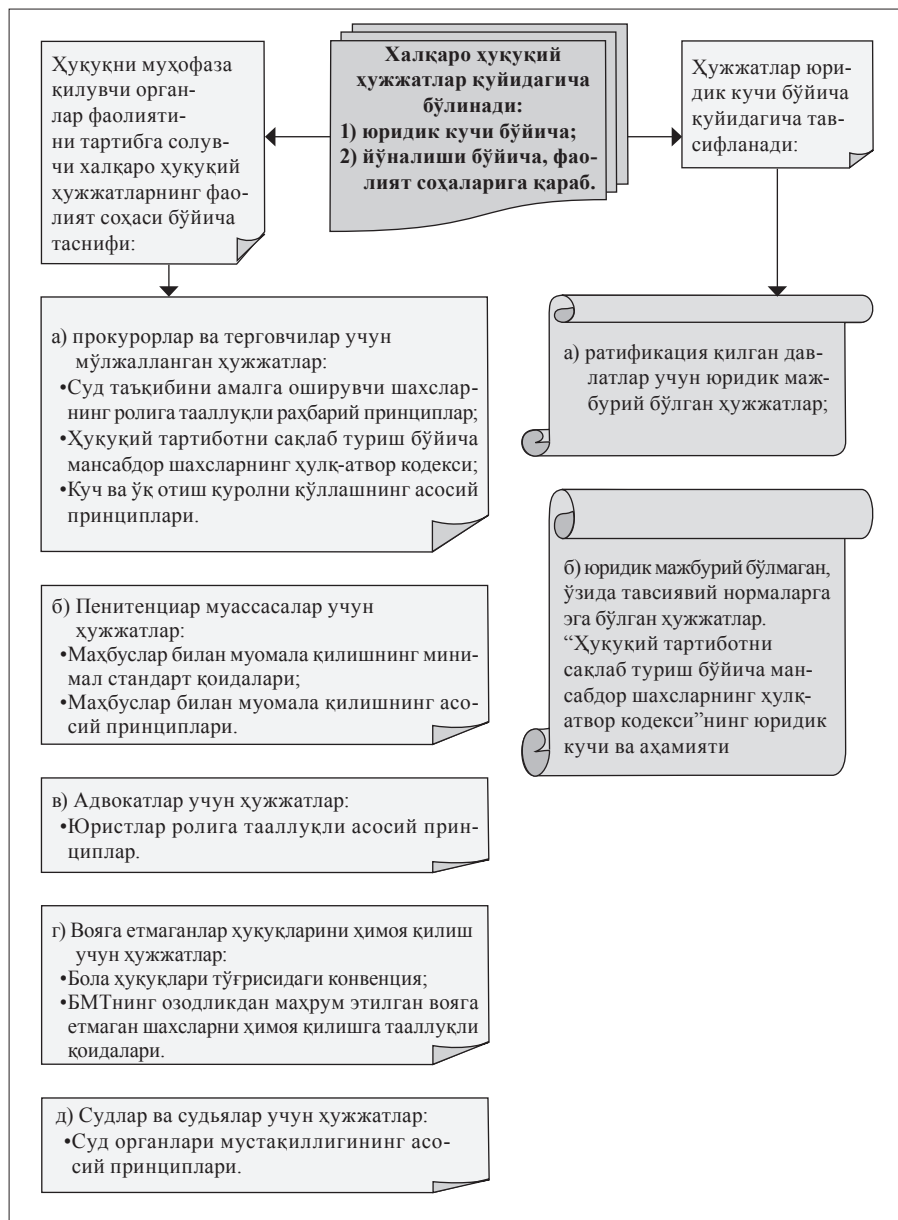 Халқаро ҳуқуқий
ҳужжатлар қуйидагича
бўлинади:
1) юридик кучи бўйича;
2) йўналиши бўйича, фао-
лият соҳаларига қараб.
Ҳуқуқни муҳофаза
қилувчи орган-
лар фаолияти-
ни тартибга солув-
чи халқаро ҳуқуқий
ҳужжатларнинг фао-
лият соҳаси бўйича
таснифи:
Ҳужжатлар юри-
дик кучи бўйича
қуйидагича тав-
сифланади:
а) прокурорлар ва терговчилар учун
мўлжалланган ҳужжатлар:
•Суд таъқибини амалга оширувчи шахслар-
нинг ролига тааллуқли раҳбарий принциплар;
•Ҳуқуқий тартиботни сақлаб туриш бўйича
мансабдор шахсларнинг ҳулқ-атвор кодекси;
•Куч ва ўқ отиш қуролни қўллашнинг асосий
принциплари.
б) Пенитенциар муассасалар учун
ҳужжатлар:
•Маҳбуслар билан муомала қилишнинг мини-
мал стандарт қоидалари;
•Маҳбуслар билан муомала қилишнинг асо-
сий принциплари.
в) Адвокатлар учун ҳужжатлар:
•Юристлар ролига тааллуқли асосий прин-
циплар.
г) Вояга етмаганлар ҳуқуқларини ҳимоя қилиш
учун ҳужжатлар:
•Бола ҳуқуқлари тўғрисидаги конвенция;
•БМТнинг озодликдан маҳрум этилган вояга
етмаган шахсларни ҳимоя қилишга тааллуқли
қоидалари.
д) Судлар ва судьялар учун ҳужжатлар:
•Суд органлари мустақиллигининг асо-
сий принциплари.
а) ратификация қилган дав-
латлар учун юридик маж-
бурий бўлган ҳужжатлар;
б) юридик мажбурий бўлмаган,
ўзида тавсиявий нормаларга
эга бўлган ҳужжатлар.
“Ҳуқуқий тартиботни
сақлаб туриш бўйича ман-
сабдор шахсларнинг ҳулқ-
атвор кодекси”нинг юридик
кучи ва аҳамияти